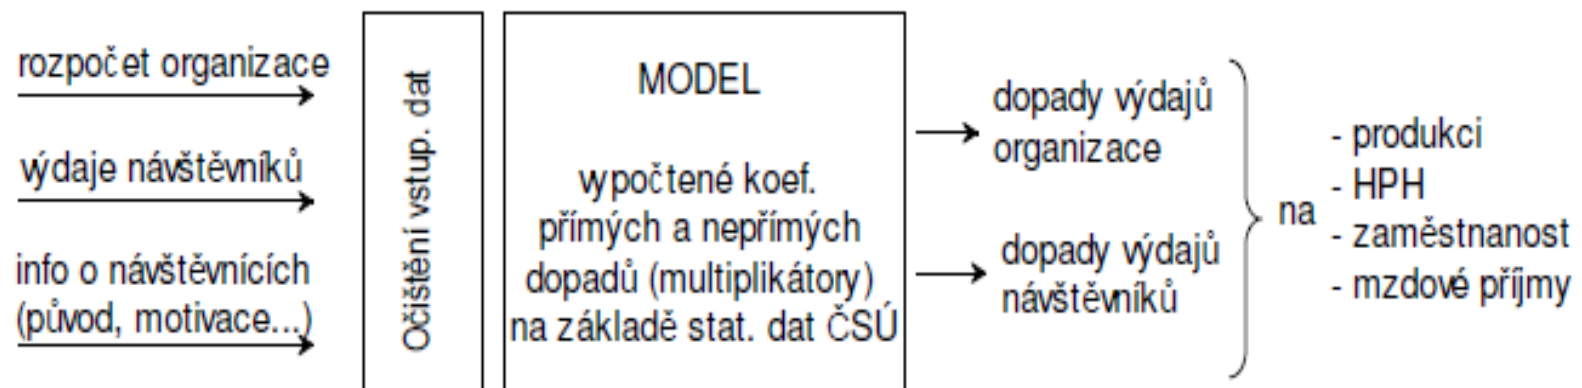 rozpočet organizace
výdaje návštěvníků
info o návštěvnících
(původ, motivace...)
Očištění vstup. dat
MODEL
vypočtené koef.
přímých a nepřímých
dopadů (multiplikátory)
na základě stat. dat ČSÚ
dopady výdajů
organizace
dopady výdajů
návštěvníků
na
- produkci
- HPH
- zaměstnanost
- mzdové příjmy